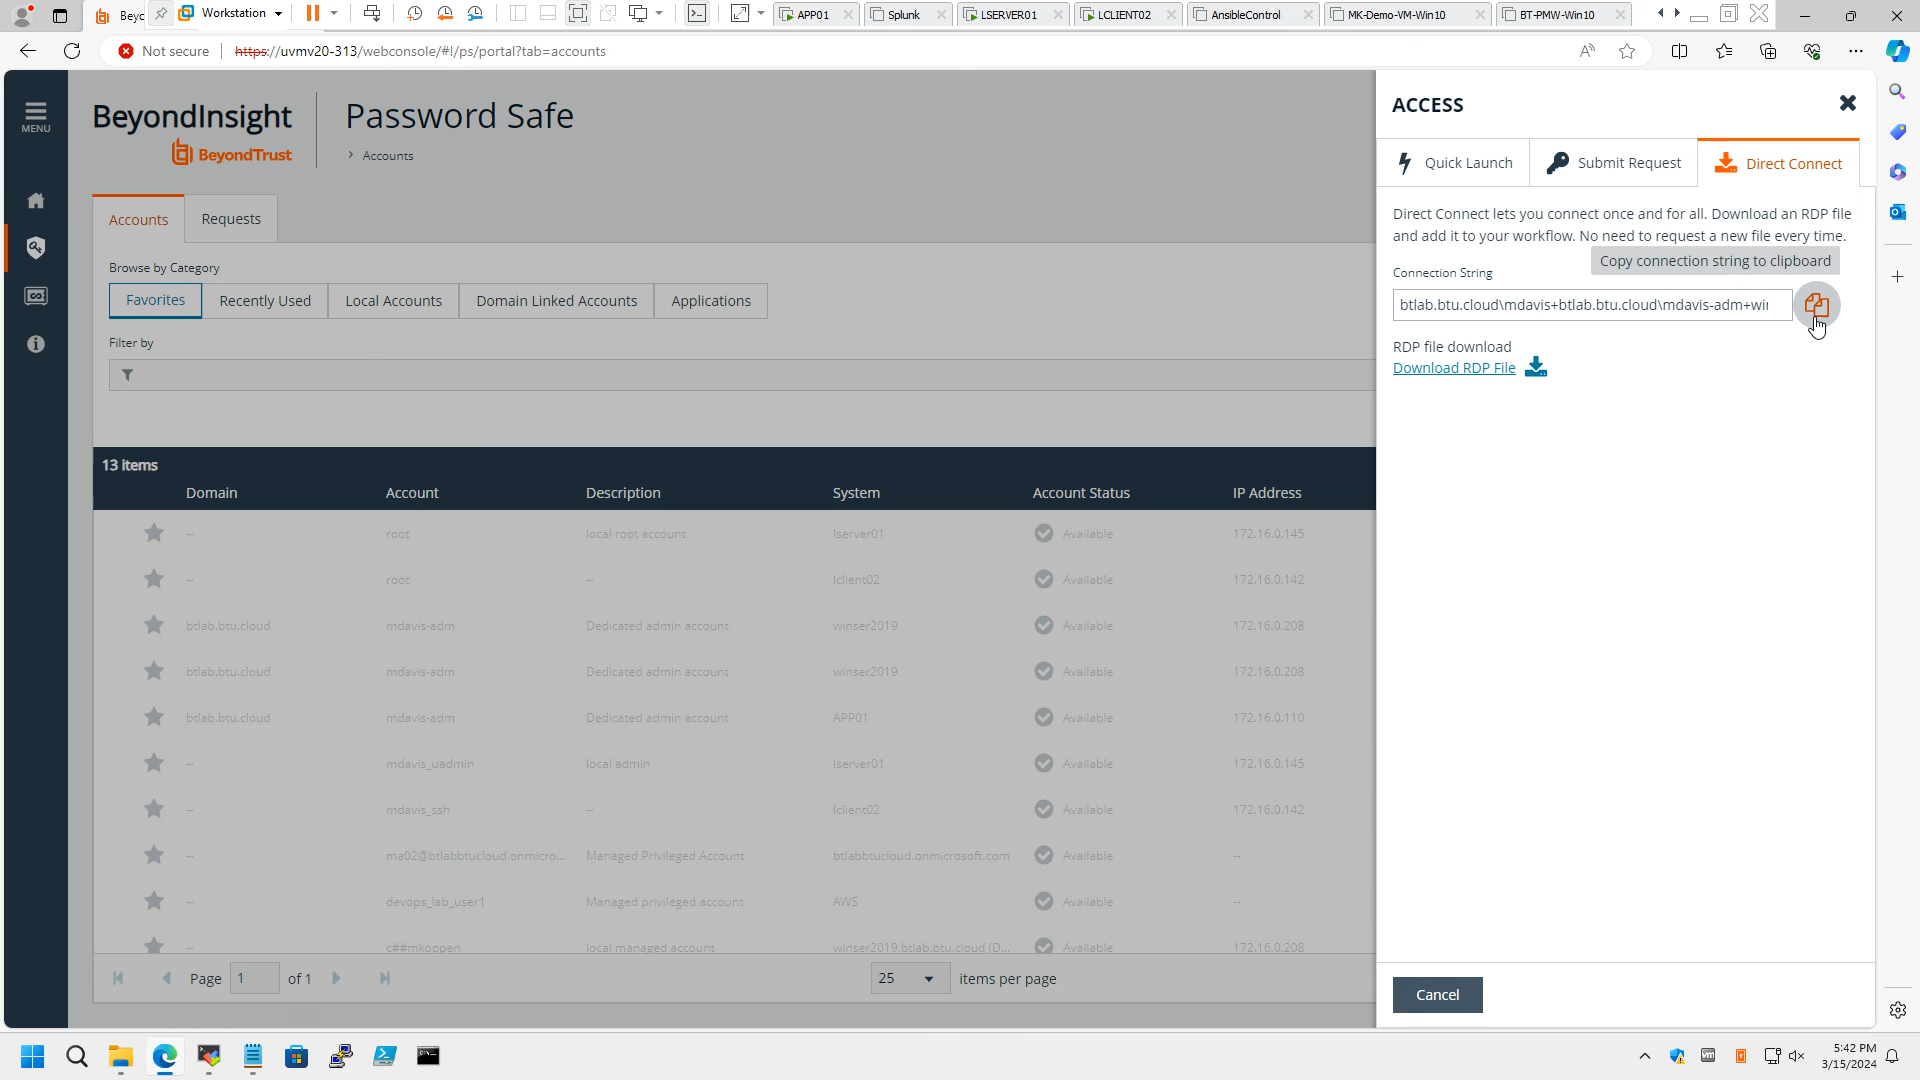 Beyc
Workstation
APP01
Splunk
LSERVER01
LCLIENT02
AnsibleControl
MK-Demo-VM-Win10
BT-PMW-Win10
Not secure
https://uvmv20-313/webconsole/#!/ps/portal?tab=accounts
MENU
BeyondInsight
BeyondTrust
Password Safe
> Accounts
Accounts
Requests
Browse by Category
Favorites
Recently Used
Local Accounts
Domain Linked Accounts
Applications
Filter by
13 items
Domain Account Description System Account Status IP Address
-- root local root account lserver01 Available 172.16.0.145
-- root -- lclient02 Available 172.16.0.142
btlab.btu.cloud mdavis-adm Dedicated admin account winser2019 Available 172.16.0.208
btlab.btu.cloud mdavis-adm Dedicated admin account winser2019 Available 172.16.0.208
btlab.btu.cloud mdavis-adm Dedicated admin account APP01 Available 172.16.0.110
-- mdavis_uadmin local admin lserver01 Available 172.16.0.145
-- mdavis_ssh -- lclient02 Available 172.16.0.142
-- ma02@btlabbtucloud.onmicro... Managed Privileged Account btlabbtucloud.onmicrosoft.com Available --
-- devops_lab_user1 Managed privileged account AWS Available --
-- c##mkoppen local managed account winser2019.btlab.btu.cloud (D... Available 172.16.0.208
Page 1 of 1
25 items per page
ACCESS
Quick Launch
Submit Request
Direct Connect
Direct Connect lets you connect once and for all. Download an RDP file
and add it to your workflow. No need to request a new file every time.
Copy connection string to clipboard
Connection String
btlab.btu.cloud\mdavis+btlab.btu.cloud\mdavis-adm+wi
RDP file download
Download RDP File
Cancel
5:42 PM
3/15/2024